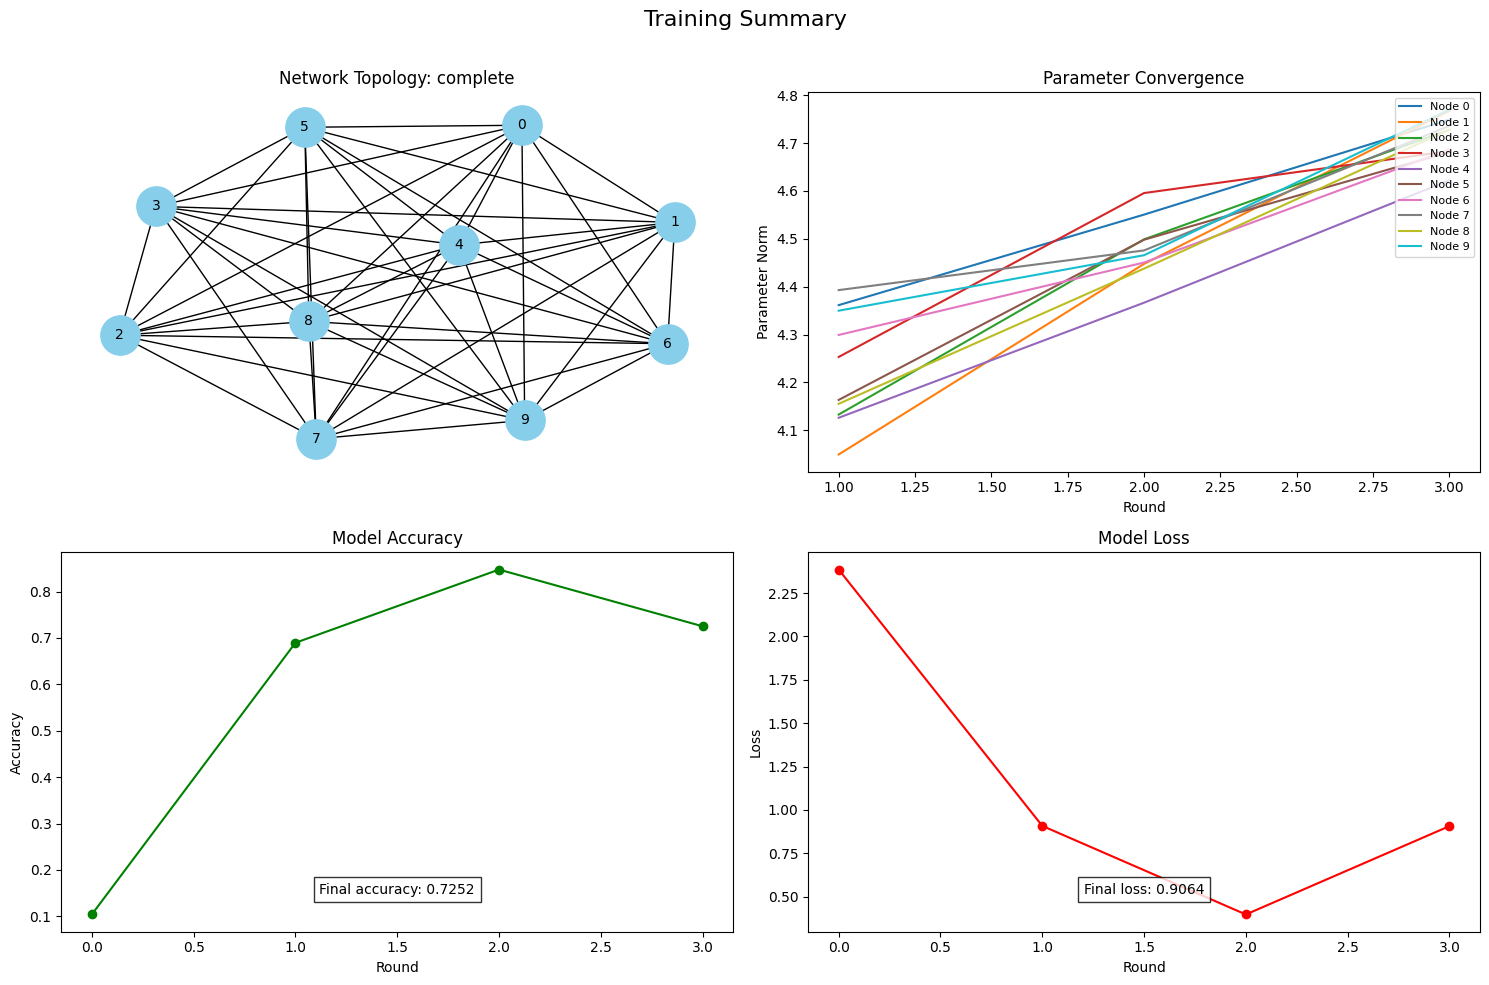 Training Summary
Network Topology: complete
5
0
3
1
4
8
2
6
9
7
Parameter Convergence
4.8
4.7
4.6
4.5
4.4
4.3
4.2
4.1
Parameter Norm
1.00 1.25 1.50 1.75 2.00 2.25 2.50 2.75 3.00
Round
Node 0
Node 1
Node 2
Node 3
Node 4
Node 5
Node 6
Node 7
Node 8
Node 9
Model Accuracy
0.8
0.7
0.6
0.5
0.4
0.3
0.2
0.1
Accuracy
Final accuracy: 0.7252
0.0 0.5 1.0 1.5 2.0 2.5 3.0
Round
Model Loss
2.25
2.00
1.75
1.50
1.25
1.00
0.75
0.50
Loss
Final loss: 0.9064
0.0 0.5 1.0 1.5 2.0 2.5 3.0
Round